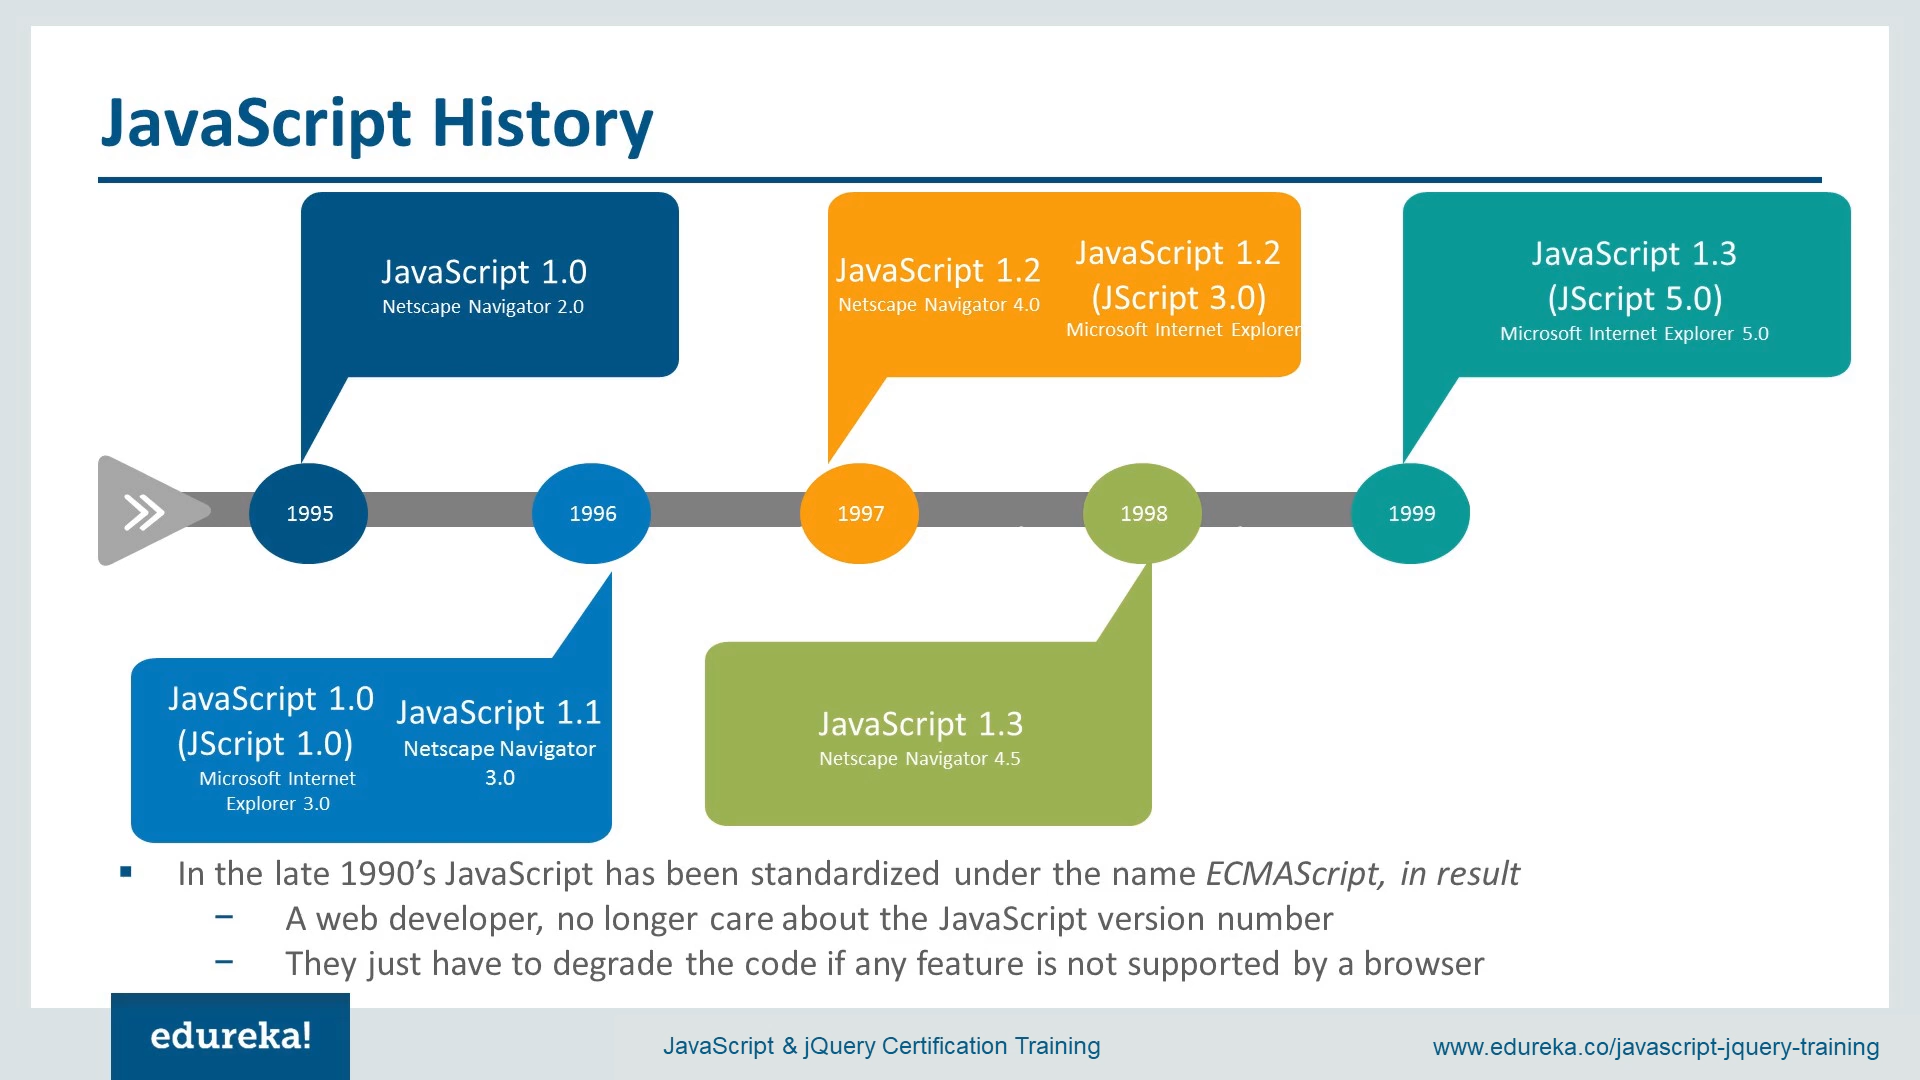 JavaScript History
JavaScript 1.0
Netscape Navigator 2.0
JavaScript 1.2
Netscape Navigator 4.0
JavaScript 1.2
(JScript 3.0)
Microsoft Internet Explorer
JavaScript 1.3
(JScript 5.0)
Microsoft Internet Explorer 5.0
1995
1996
1997
1998
1999
JavaScript 1.0
(JScript 1.0)
Microsoft Internet
Explorer 3.0
JavaScript 1.1
Netscape Navigator
3.0
JavaScript 1.3
Netscape Navigator 4.5
In the late 1990’s JavaScript has been standardized under the name ECMAScript, in result
– A web developer, no longer care about the JavaScript version number
– They just have to degrade the code if any feature is not supported by a browser
edureka!
JavaScript & jQuery Certification Training
www.edureka.co/javascript-jquery-training